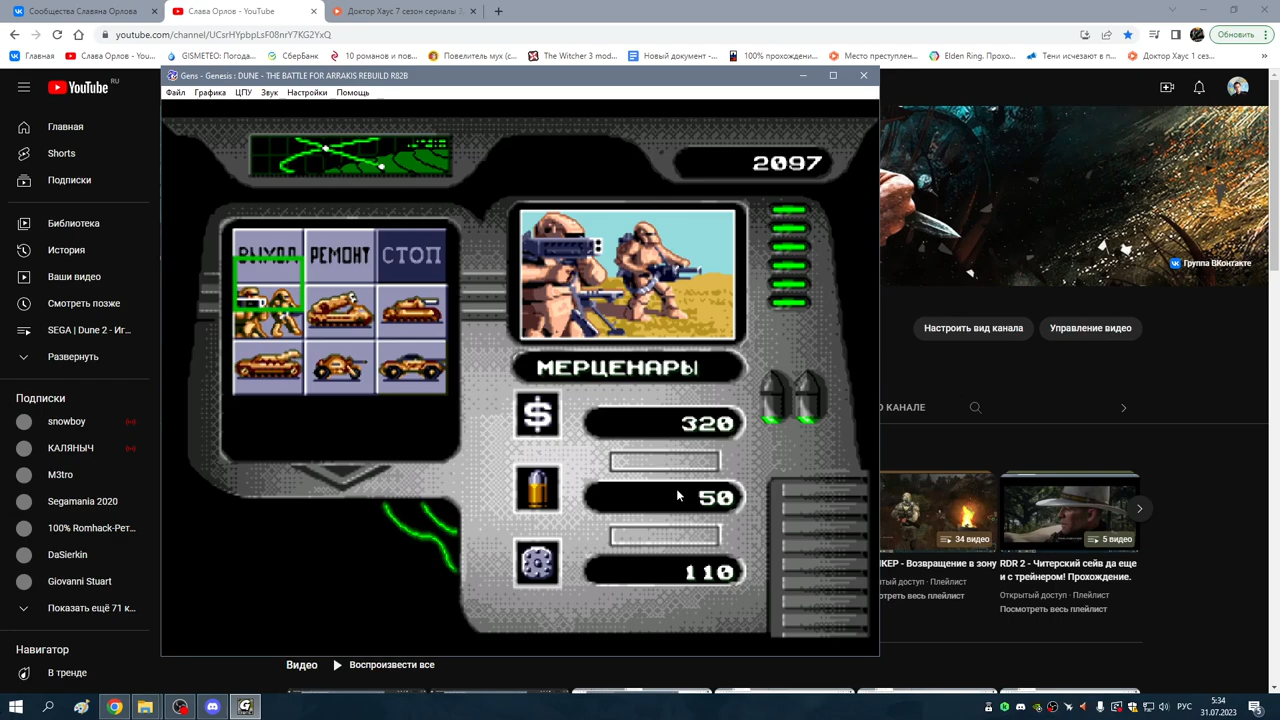 Сообщества Славяна Орлова
Слава Орлов - YouTube
Доктор Хаус 7 сезон сериалы
youtube.com/channel/UCsrHYpbpLsF08nrY7KG2YxQ
Обновить
Главная
Слава Орлов - You...
GISMETEO: Погода...
СберБанк
10 романов и пов...
Повелитель мух (с...
The Witcher 3 mod...
Новый документ -...
100% прохождени...
Место преступлен...
Elden Ring. Прохо...
Тени исчезают в п...
Доктор Хаус 1 сез...
Gens - Genesis : DUNE - THE BATTLE FOR ARRAKIS REBUILD R82B
Файл
Графика
ЦПУ
Звук
Настройки
Помощь
YouTube
RU
Главная
Shorts
Подписки
Библиотека
История
Ваши видео
Смотреть позже
SEGA | Dune 2 - Иг...
Развернуть
Подписки
snowboy
КАЛЯНЫЧ
M3tro
Segamania 2020
100% Romhack-Рет...
DaSierkin
Giovanni Stuart
Показать ещё 71 к...
Навигатор
В тренде
2097
ВЫХОД
РЕМОНТ
СТОП
МЕРЦЕНАРЫ
$
320
50
110
Группа ВКонтакте
Настроить вид канала
Управление видео
О КАНАЛЕ
34 видео
5 видео
КЕР - Возвращение в зону
RDR 2 - Читерский сейв да еще
и с трейнером! Прохождение.
тый доступ · Плейлист
Открытый доступ · Плейлист
отреть весь плейлист
Посмотреть весь плейлист
Видео
Воспроизвести все
РУС
5:34
31.07.2023